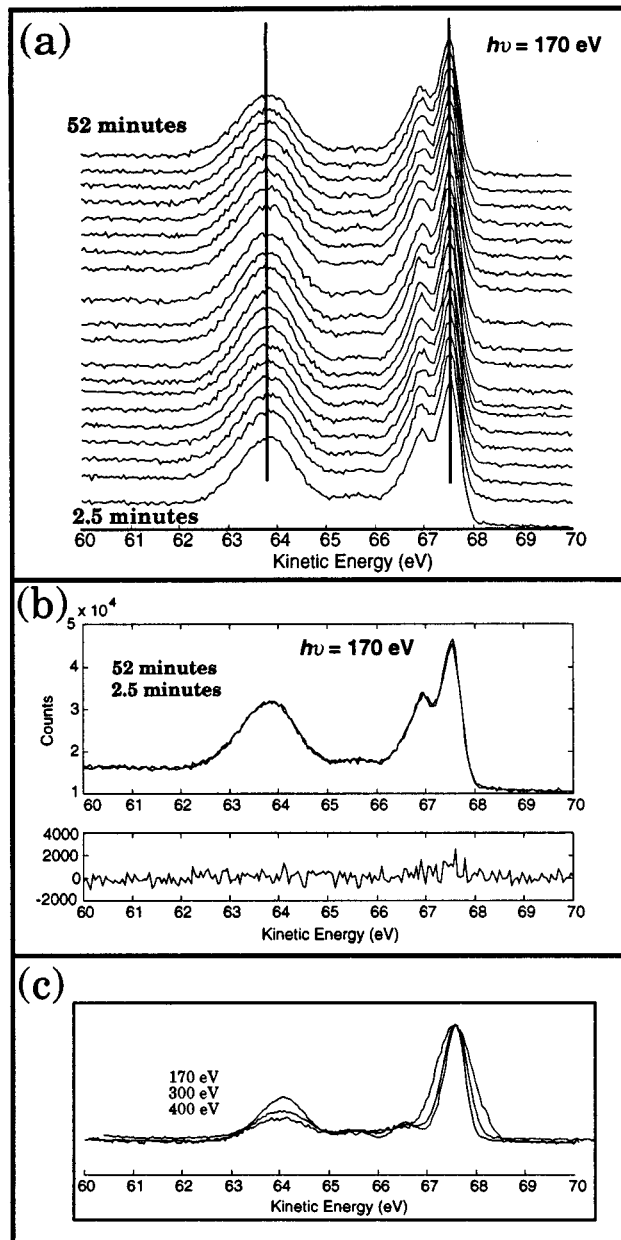 (a)
hν = 170 eV
52 minutes
2.5 minutes
60 61 62 63 64 65 66 67 68 69 70
Kinetic Energy (eV)
(b)
5 x 10^4
4
3
2
1
Counts
hν = 170 eV
52 minutes
2.5 minutes
60 61 62 63 64 65 66 67 68 69 70
4000
2000
0
-2000
60 61 62 63 64 65 66 67 68 69 70
Kinetic Energy (eV)
(c)
170 eV
300 eV
400 eV
60 61 62 63 64 65 66 67 68 69 70
Kinetic Energy (eV)